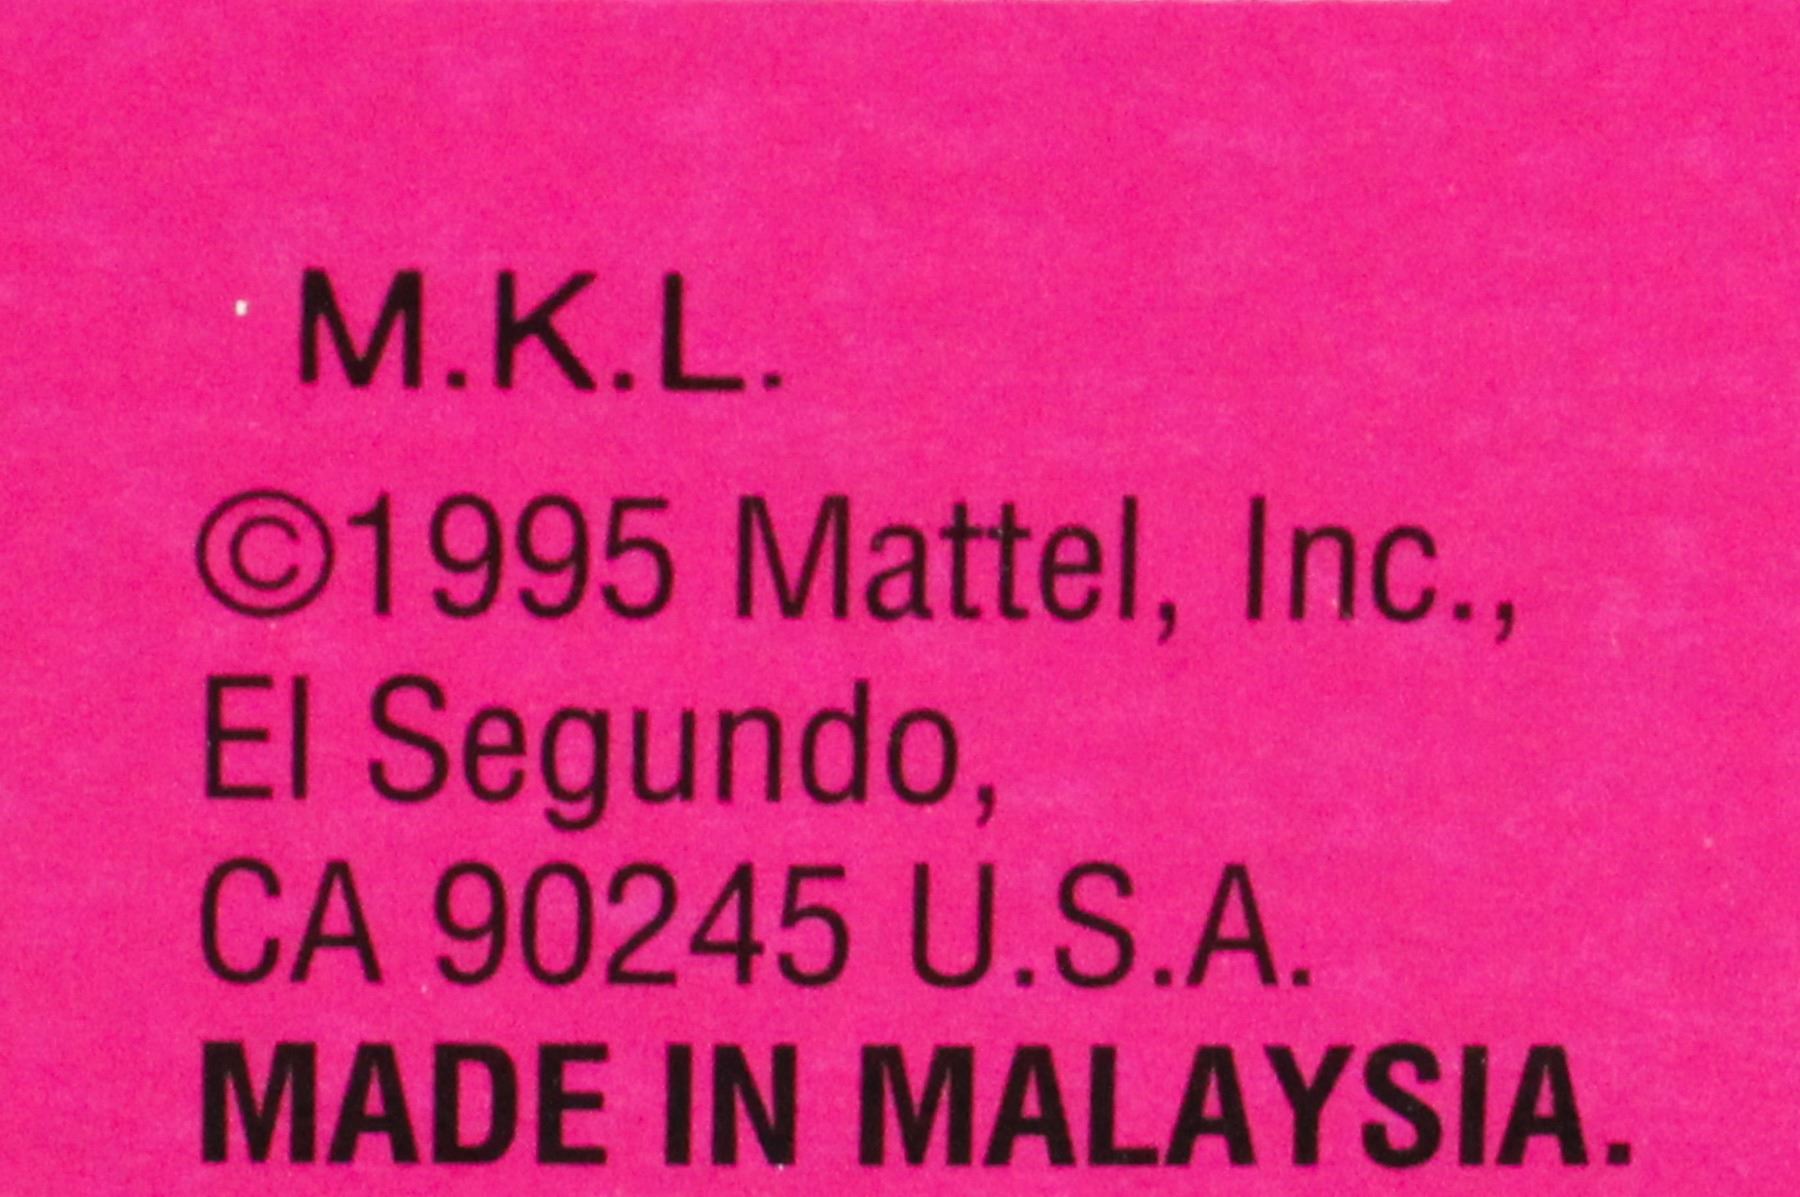 M.K.L.
©1995 Mattel, Inc.,
El Segundo,
CA 90245 U.S.A.
MADE IN MALAYSIA.